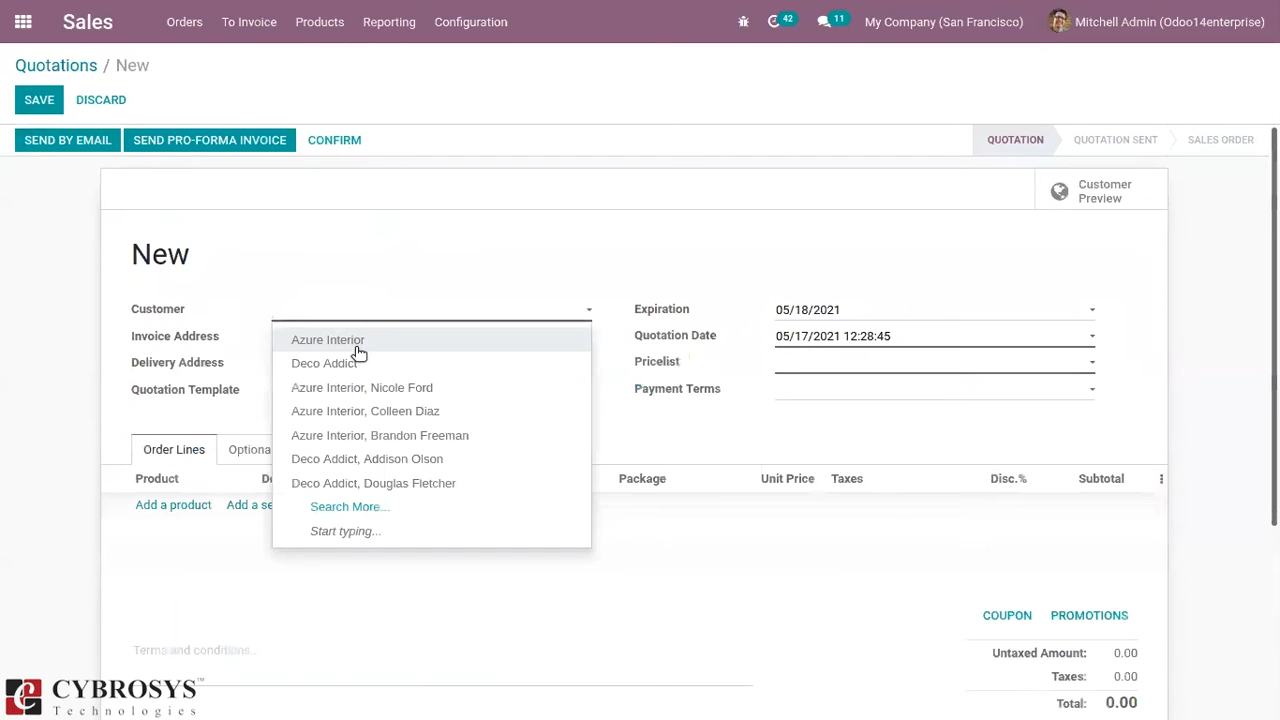 Sales Orders To Invoice Products Reporting Configuration 42 11 My Company (San Francisco) Mitchell Admin (Odoo14enterprise)
Quotations / New
SAVE DISCARD
SEND BY EMAIL SEND PRO-FORMA INVOICE CONFIRM QUOTATION QUOTATION SENT SALES ORDER
Customer
Preview
New
Customer
Invoice Address
Delivery Address
Quotation Template
Azure Interior
Deco Addict
Azure Interior, Nicole Ford
Azure Interior, Colleen Diaz
Azure Interior, Brandon Freeman
Deco Addict, Addison Olson
Deco Addict, Douglas Fletcher
Search More...
Start typing...
Expiration 05/18/2021
Quotation Date 05/17/2021 12:28:45
Pricelist
Payment Terms
Order Lines Optiona
Product De Package Unit Price Taxes Disc.% Subtotal
Add a product Add a se
COUPON PROMOTIONS
Terms and conditions...
Untaxed Amount: 0.00
Taxes: 0.00
Total: 0.00
CYBROSYS™
Technologies